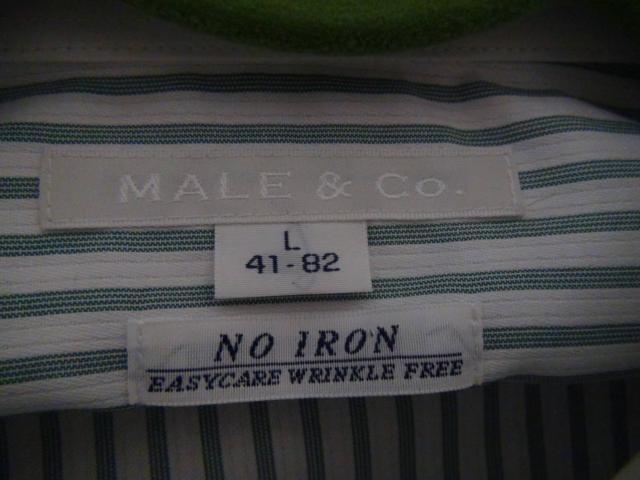 MALE & Co.
L
41-82
NO IRON
EASYCARE WRINKLE FREE